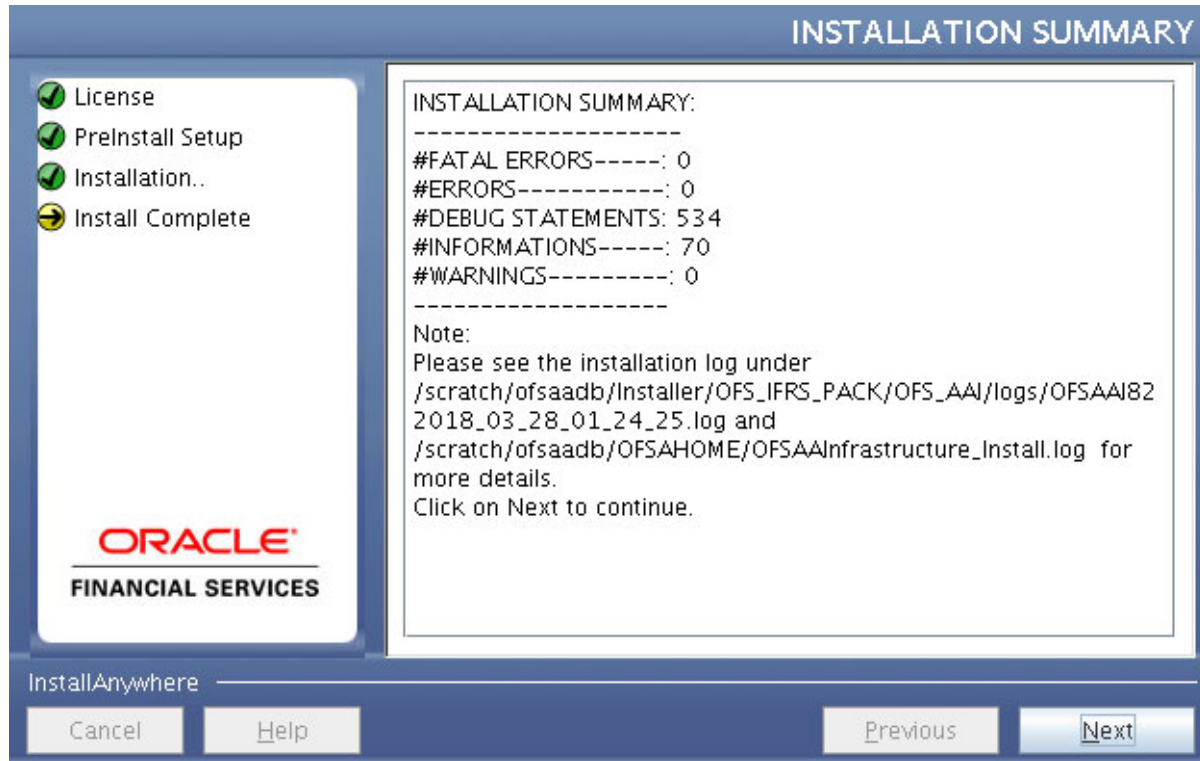 INSTALLATION SUMMARY
License
PreInstall Setup
Installation..
Install Complete
ORACLE
FINANCIAL SERVICES
INSTALLATION SUMMARY:
--------------------
#FATAL ERRORS-----: 0
#ERRORS-----------: 0
#DEBUG STATEMENTS: 534
#INFORMATIONS-----: 70
#WARNINGS---------: 0
-------------------
Note:
Please see the installation log under
/scratch/ofsaadb/Installer/OFS_IFRS_PACK/OFS_AAI/logs/OFSAAI82
2018_03_28_01_24_25.log and
/scratch/ofsaadb/OFSAHOME/OFSAAInfrastructure_Install.log  for
more details.
Click on Next to continue.
InstallAnywhere
Cancel
Help
Previous
Next